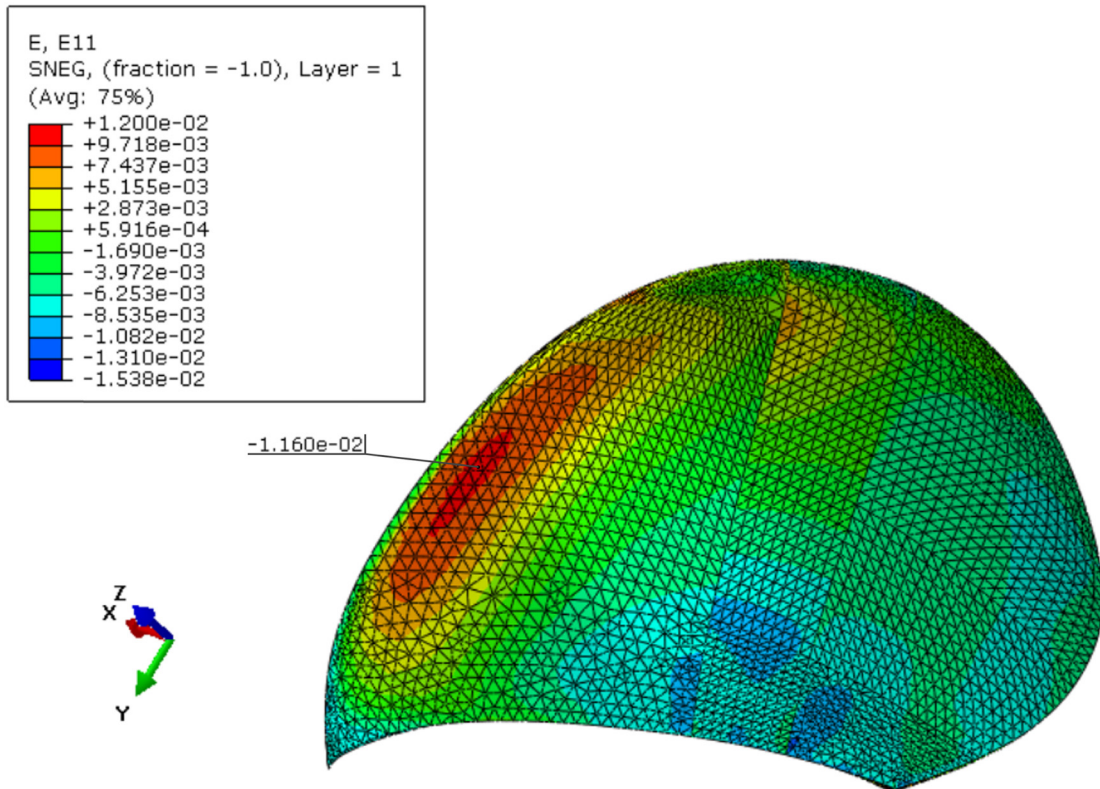 E, E11
SNEG, (fraction = -1.0), Layer = 1
(Avg: 75%)
+1.200e-02
+9.718e-03
+7.437e-03
+5.155e-03
+2.873e-03
+5.916e-04
-1.690e-03
-3.972e-03
-6.253e-03
-8.535e-03
-1.082e-02
-1.310e-02
-1.538e-02
-1.160e-02
Z
X
Y